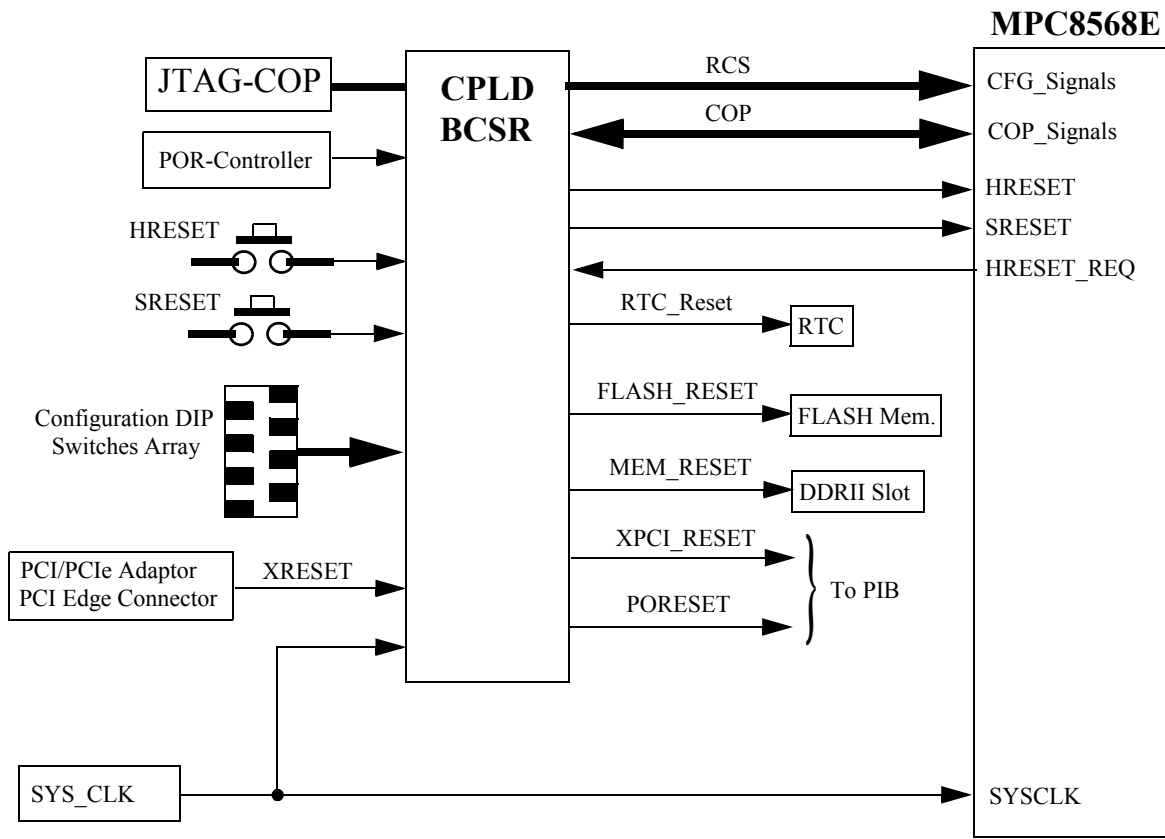 MPC8568E
JTAG-COP
CPLD
BCSR
RCS
CFG_Signals
COP
COP_Signals
POR-Controller
HRESET
HRESET
SRESET
HRESET_REQ
SRESET
RTC_Reset
RTC
FLASH_RESET
FLASH Mem.
Configuration DIP
Switches Array
MEM_RESET
DDRII Slot
XPCI_RESET
PCI/PCIe Adaptor
PCI Edge Connector
XRESET
To PIB
PORESET
SYS_CLK
SYSCLK